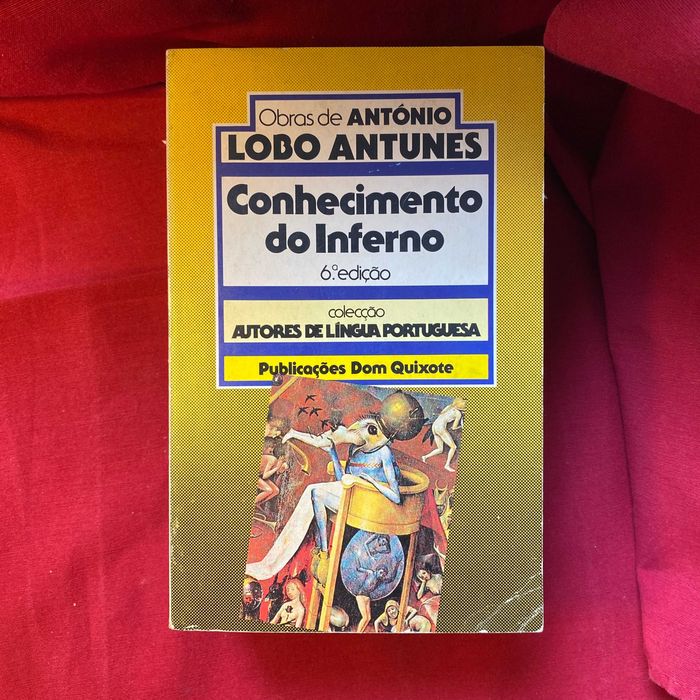 Obras de ANTÓNIO
LOBO ANTUNES
Conhecimento
do Inferno
6.ª edição
colecção
AUTORES DE LÍNGUA PORTUGUESA
Publicações Dom Quixote